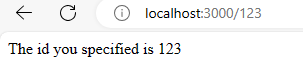 localhost:3000/123
The id you specified is 123